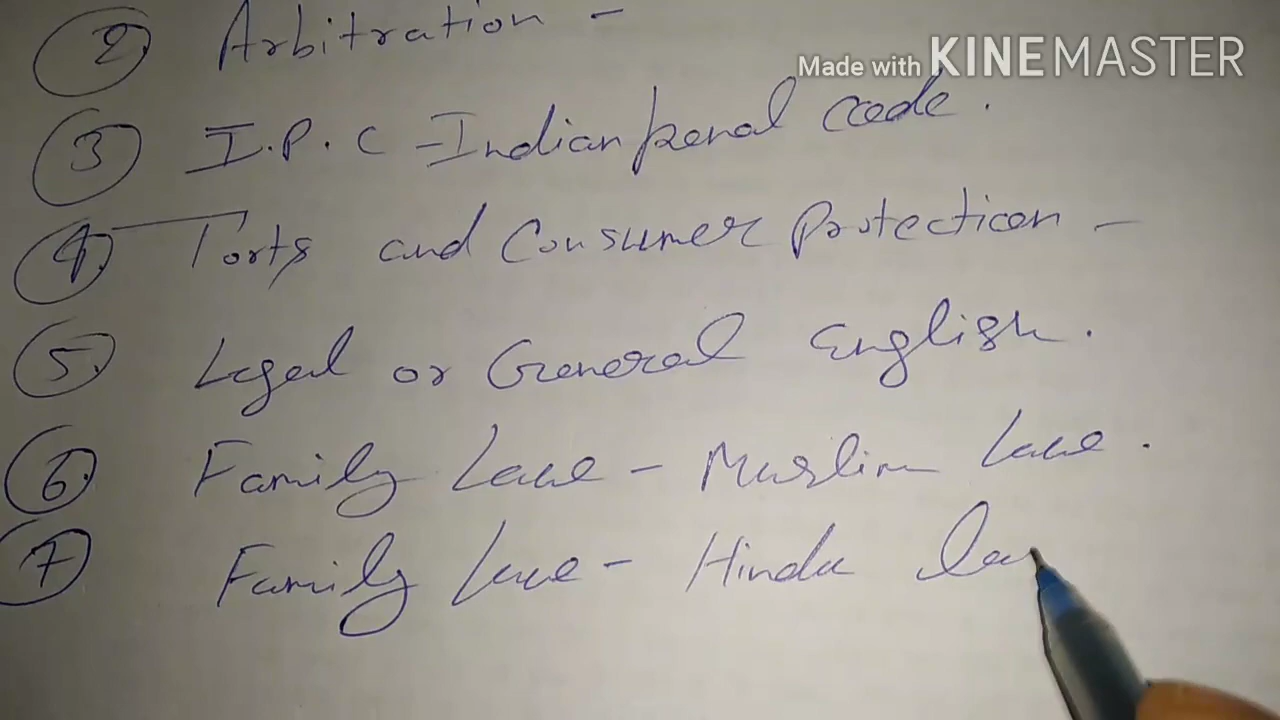 ② Arbitration -
Made with KINEMASTER
③ I.P.C - Indian penal code.
④ Torts and Consumer Protection -
⑤ Legal or General English.
⑥ Family Law - Muslim Law.
⑦ Family Law - Hindu law